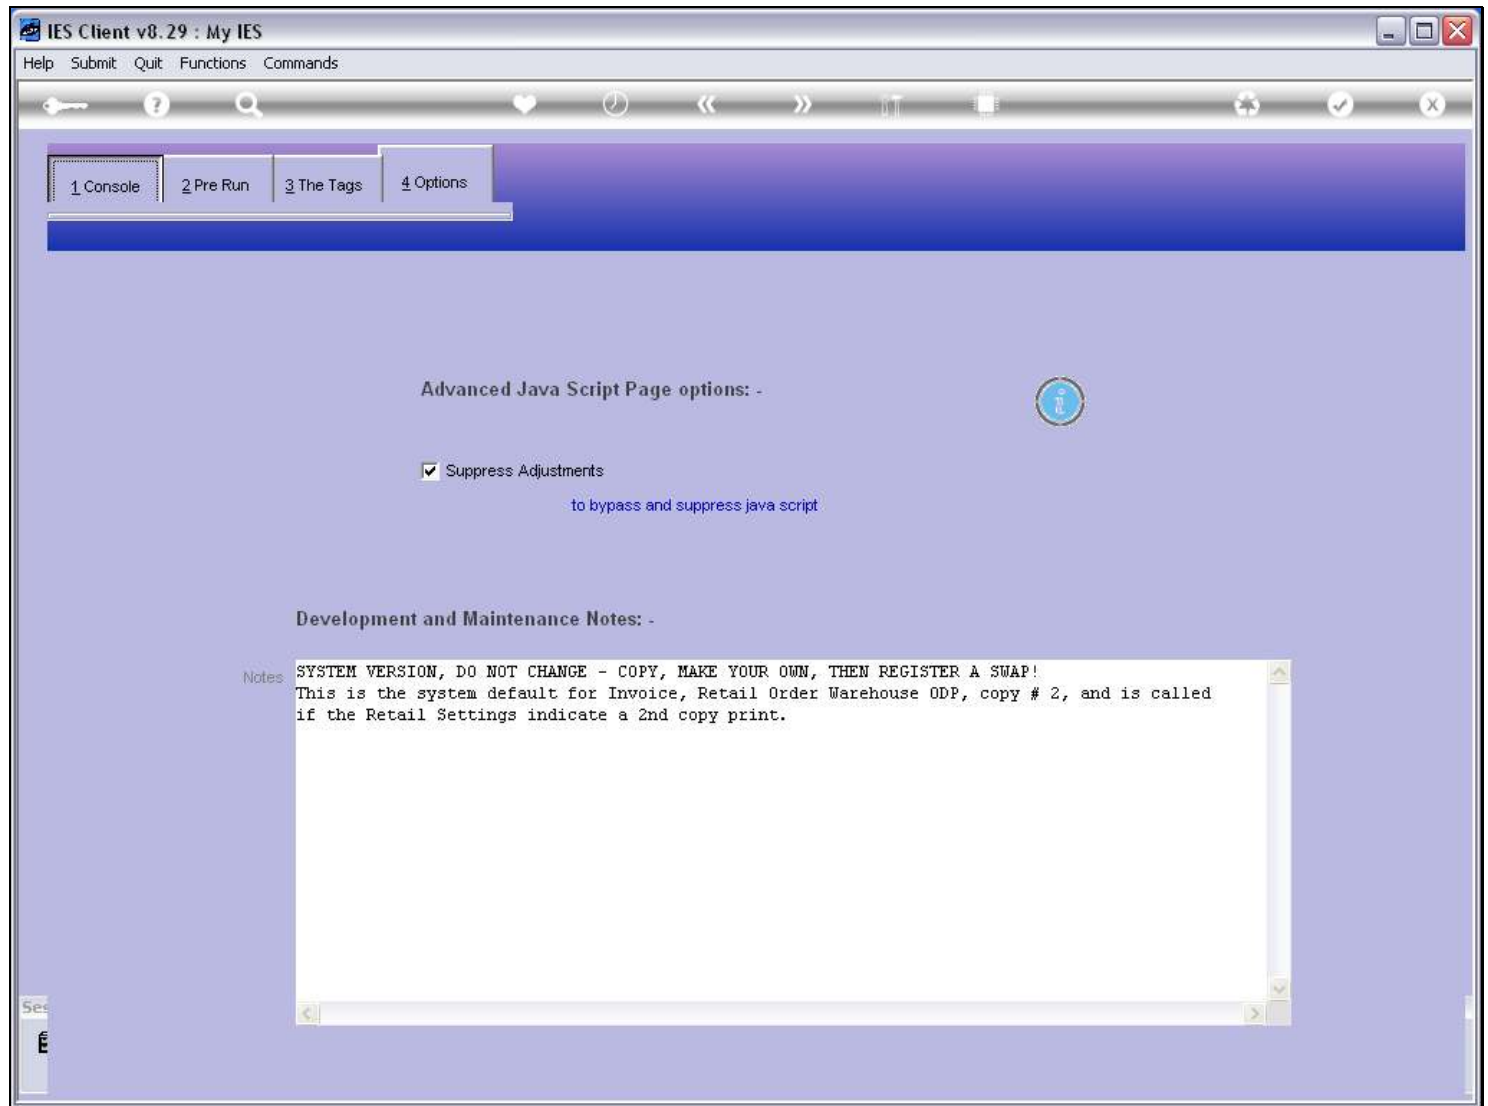 IES Client v8.29 : My IES
Help Submit Quit Functions Commands
1 Console 2 Pre Run 3 The Tags 4 Options
Advanced Java Script Page options: -
Suppress Adjustments
to bypass and suppress java script
Development and Maintenance Notes: -
Notes
SYSTEM VERSION, DO NOT CHANGE - COPY, MAKE YOUR OWN, THEN REGISTER A SWAP!
This is the system default for Invoice, Retail Order Warehouse ODP, copy # 2, and is called
if the Retail Settings indicate a 2nd copy print.